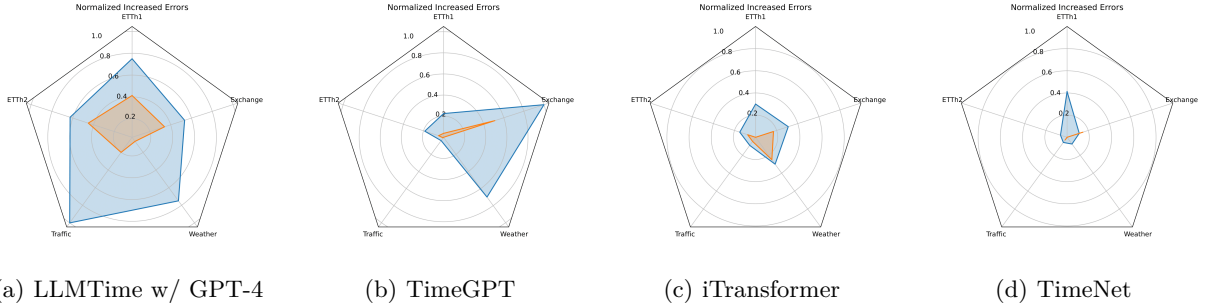 Normalized Increased Errors
ETTh1
1.0
0.8
0.6
0.4
0.2
ETTh2
Exchange
Traffic
Weather
Normalized Increased Errors
ETTh1
1.0
0.8
0.6
0.4
0.2
ETTh2
Exchange
Traffic
Weather
Normalized Increased Errors
ETTh1
1.0
0.8
0.6
0.4
0.2
ETTh2
Exchange
Traffic
Weather
Normalized Increased Errors
ETTh1
1.0
0.8
0.6
0.4
0.2
ETTh2
Exchange
Traffic
Weather
a) LLMTime w/ GPT-4
(b) TimeGPT
(c) iTransformer
(d) TimeNet